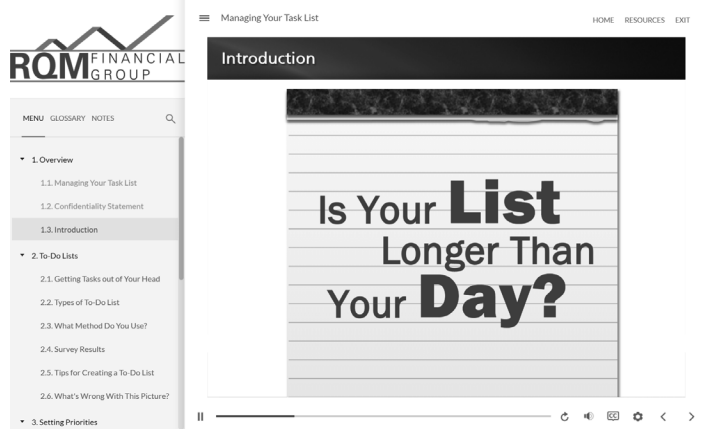 RQM FINANCIAL
GROUP
Managing Your Task List
HOME RESOURCES EXIT
MENU GLOSSARY NOTES
1. Overview
1.1. Managing Your Task List
1.2. Confidentiality Statement
1.3. Introduction
2. To-Do Lists
2.1. Getting Tasks out of Your Head
2.2. Types of To-Do List
2.3. What Method Do You Use?
2.4. Survey Results
2.5. Tips for Creating a To-Do List
2.6. What's Wrong With This Picture?
3. Setting Priorities
Introduction
Is Your List
Longer Than
Your Day?
CC